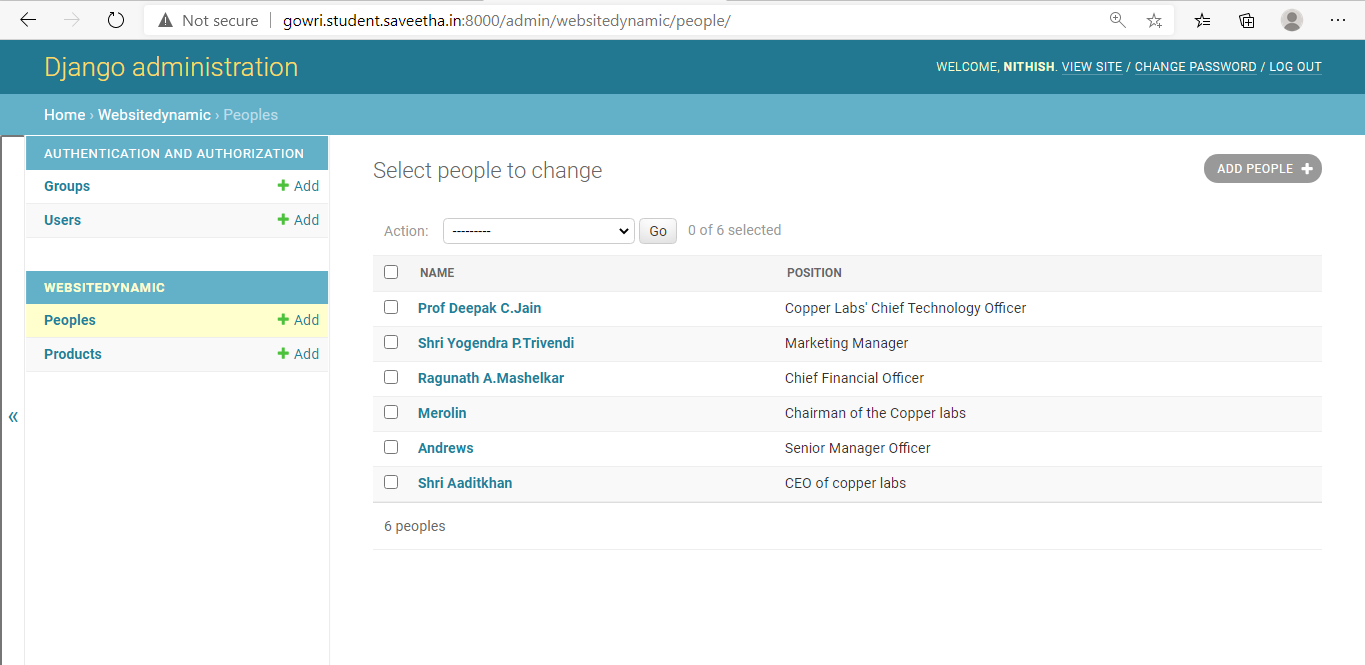 Not secure | gowri.student.saveetha.in:8000/admin/websitedynamic/people/
Django administration
WELCOME, NITHISH. VIEW SITE / CHANGE PASSWORD / LOG OUT
Home › Websitedynamic › Peoples
AUTHENTICATION AND AUTHORIZATION
Groups + Add
Users + Add
WEBSITEDYNAMIC
Peoples + Add
Products + Add
«
Select people to change
ADD PEOPLE +
Action: --------- Go 0 of 6 selected
NAME POSITION
Prof Deepak C.Jain Copper Labs' Chief Technology Officer
Shri Yogendra P.Trivendi Marketing Manager
Ragunath A.Mashelkar Chief Financial Officer
Merolin Chairman of the Copper labs
Andrews Senior Manager Officer
Shri Aaditkhan CEO of copper labs
6 peoples